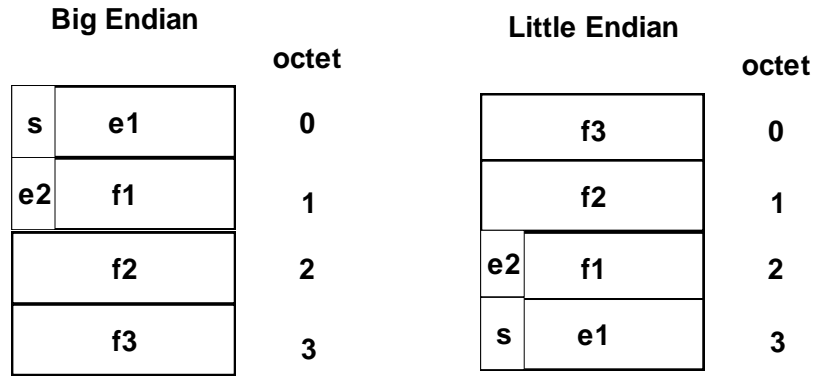 Big Endian
octet
s e1 0
e2 f1 1
f2 2
f3 3
Little Endian
octet
f3 0
f2 1
e2 f1 2
s e1 3